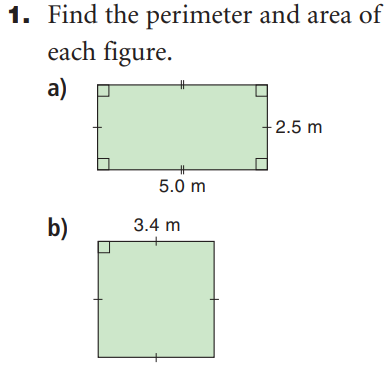 1. Find the perimeter and area of
each figure.
a)
2.5 m
5.0 m
b)
3.4 m